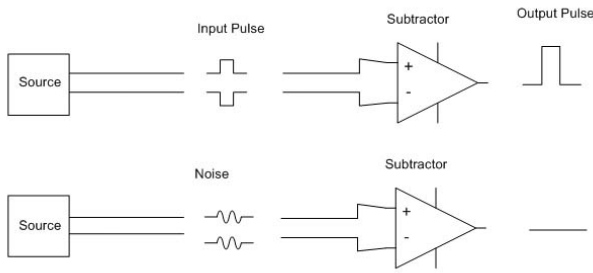 Input Pulse
Subtractor
Output Pulse
Source
+
-
Noise
Subtractor
Source
+
-